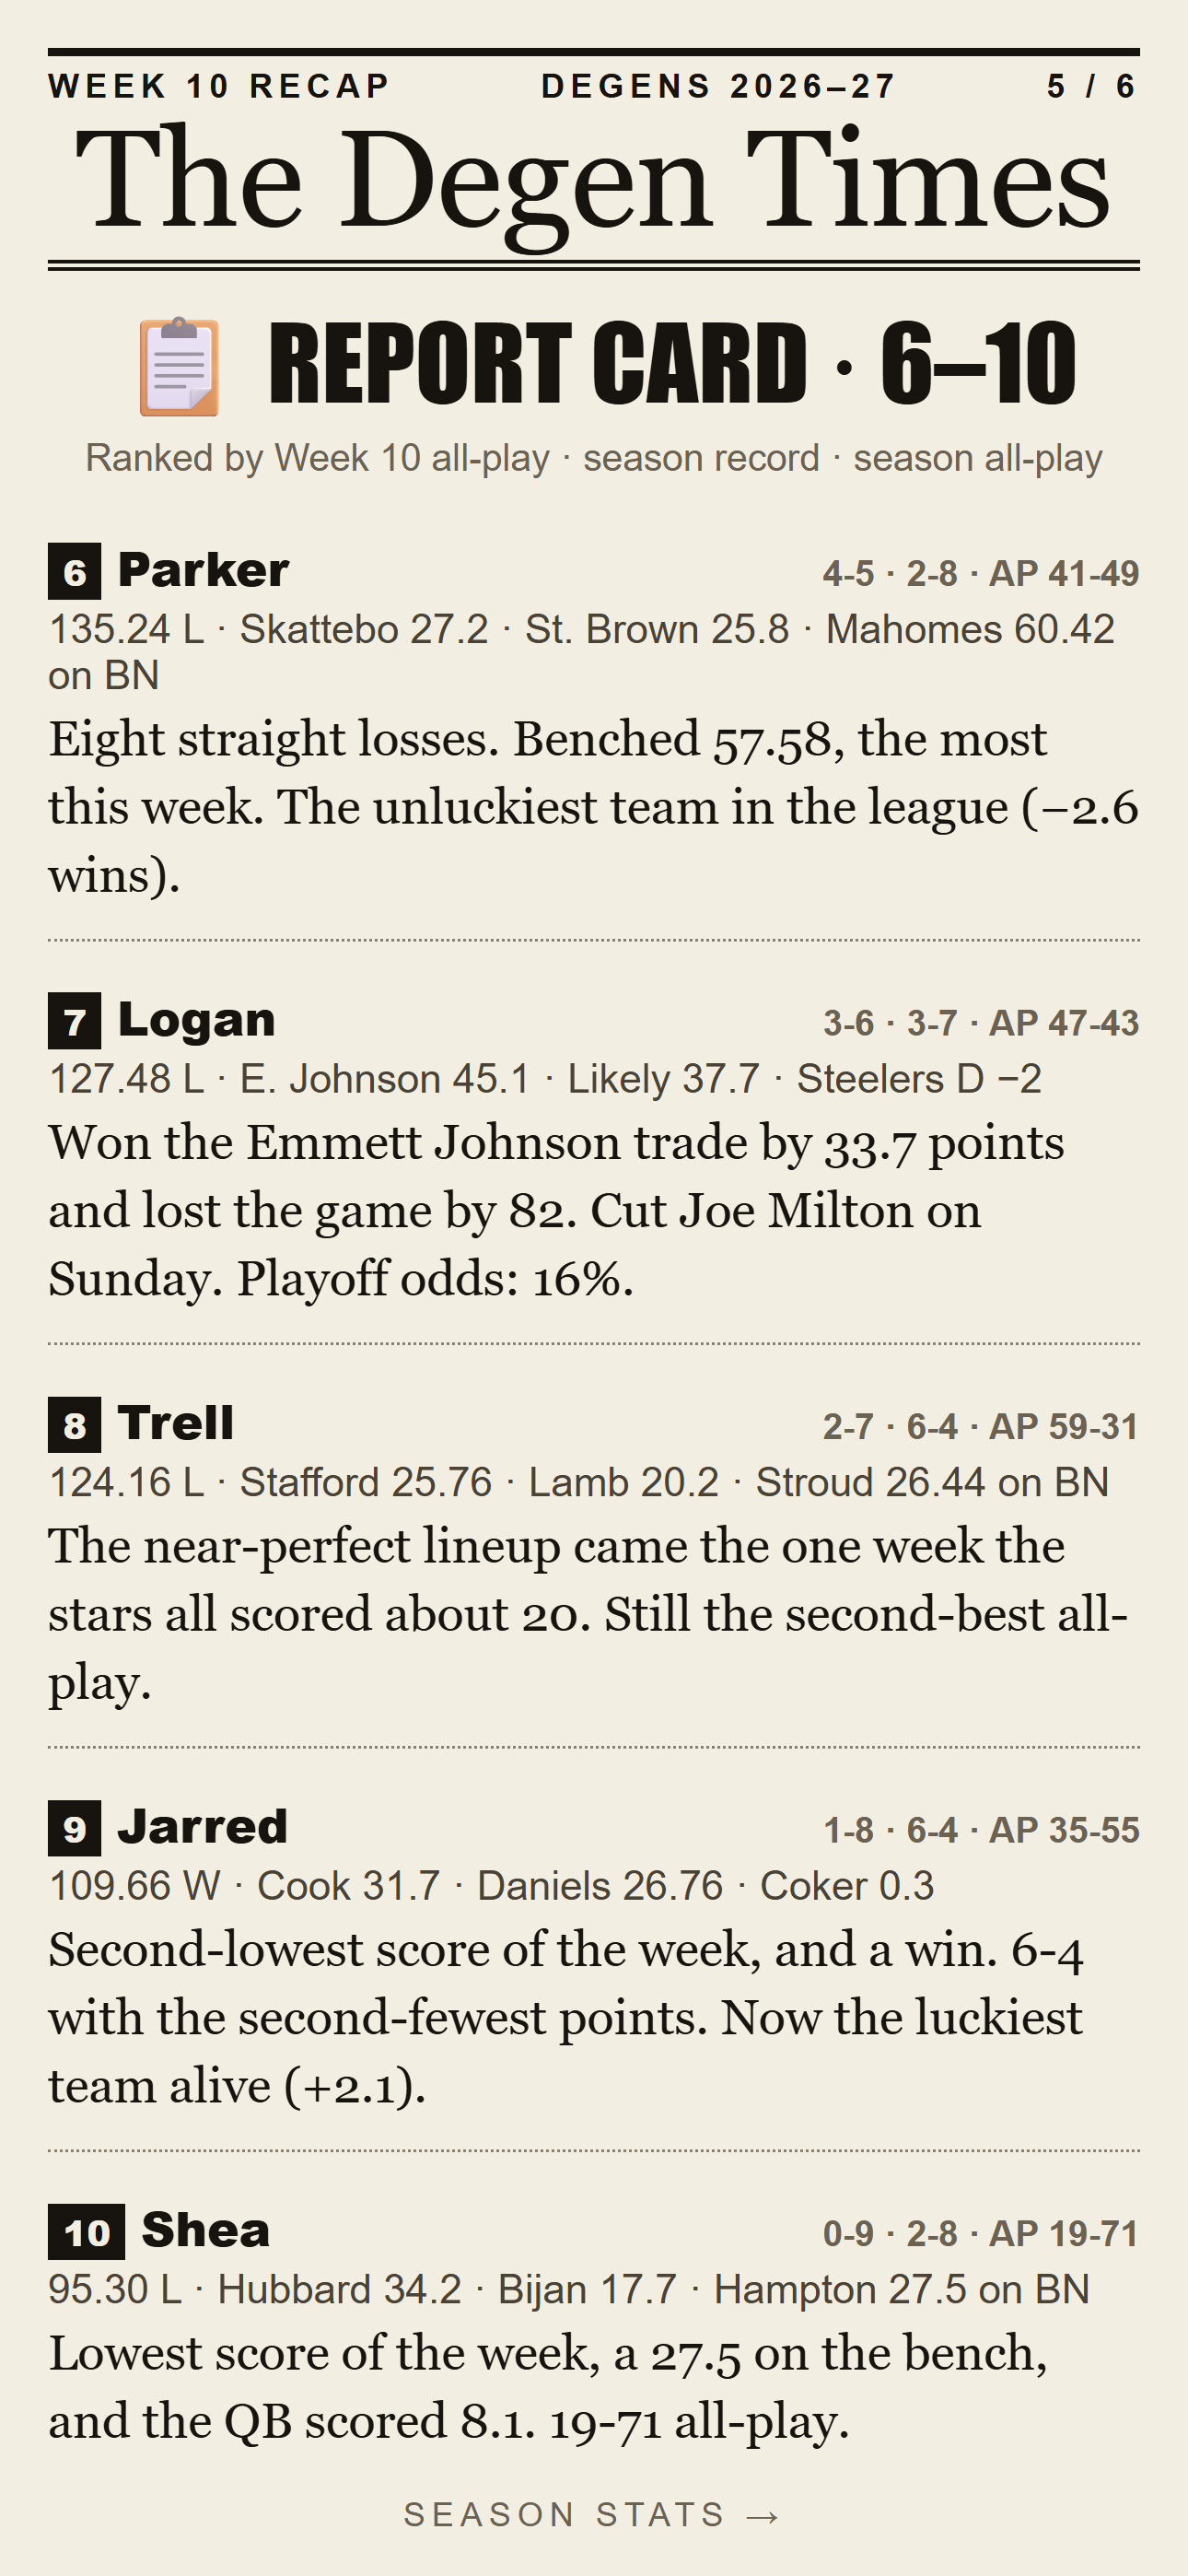 WEEK 10 RECAP DEGENS 2026–27 5 / 6
The Degen Times
REPORT CARD · 6–10
Ranked by Week 10 all-play · season record · season all-play
6 Parker 4-5 · 2-8 · AP 41-49
135.24 L · Skattebo 27.2 · St. Brown 25.8 · Mahomes 60.42
on BN
Eight straight losses. Benched 57.58, the most
this week. The unluckiest team in the league (−2.6
wins).
7 Logan 3-6 · 3-7 · AP 47-43
127.48 L · E. Johnson 45.1 · Likely 37.7 · Steelers D −2
Won the Emmett Johnson trade by 33.7 points
and lost the game by 82. Cut Joe Milton on
Sunday. Playoff odds: 16%.
8 Trell 2-7 · 6-4 · AP 59-31
124.16 L · Stafford 25.76 · Lamb 20.2 · Stroud 26.44 on BN
The near-perfect lineup came the one week the
stars all scored about 20. Still the second-best all-
play.
9 Jarred 1-8 · 6-4 · AP 35-55
109.66 W · Cook 31.7 · Daniels 26.76 · Coker 0.3
Second-lowest score of the week, and a win. 6-4
with the second-fewest points. Now the luckiest
team alive (+2.1).
10 Shea 0-9 · 2-8 · AP 19-71
95.30 L · Hubbard 34.2 · Bijan 17.7 · Hampton 27.5 on BN
Lowest score of the week, a 27.5 on the bench,
and the QB scored 8.1. 19-71 all-play.
SEASON STATS →